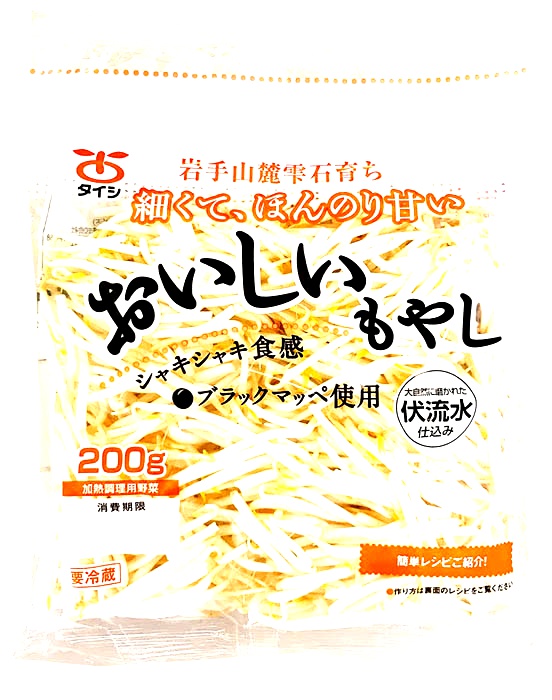 タイシ
岩手山麓雫石育ち
細くて、ほんのり甘い
おいしい
もやし
シャキシャキ食感
●ブラックマッペ使用
大自然に磨かれた
伏流水
仕込み
200g
加熱調理用野菜
消費期限
要冷蔵
簡単レシピご紹介!
●作り方は裏面のレシピをご覧ください